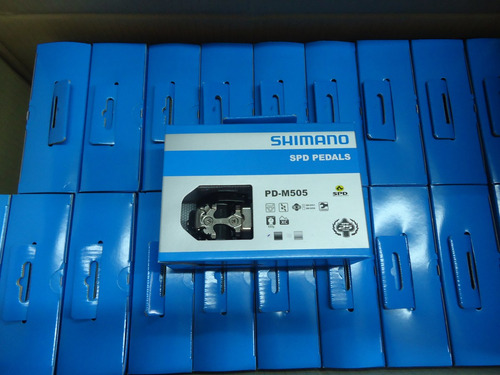 SHIMANO
SPD PEDALS
PD-M505
SPD